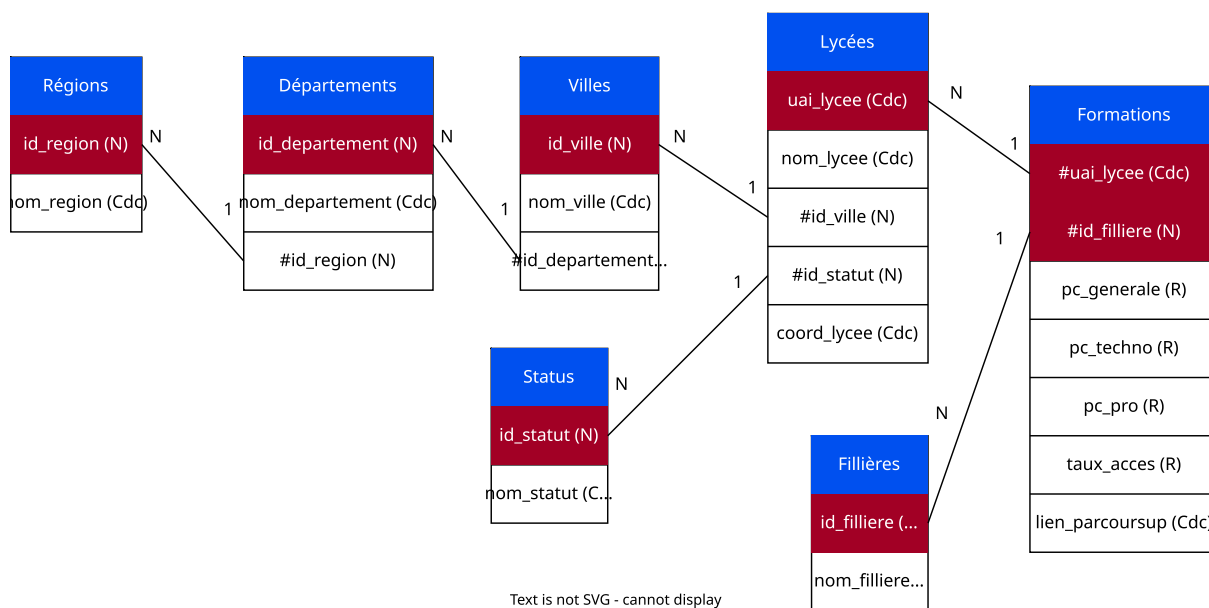 Régions
id_region (N)
nom_region (Cdc)
N
1
Départements
id_departement (N)
nom_departement (Cdc)
#id_region (N)
N
1
Villes
id_ville (N)
nom_ville (Cdc)
#id_departement...
N
1
Lycées
uai_lycee (Cdc)
nom_lycee (Cdc)
#id_ville (N)
#id_statut (N)
coord_lycee (Cdc)
N
1
Formations
#uai_lycee (Cdc)
#id_filliere (N)
pc_generale (R)
pc_techno (R)
pc_pro (R)
taux_acces (R)
lien_parcoursup (Cdc)
Status
id_statut (N)
nom_statut (C...
N
1
Fillières
id_filliere (...
nom_filliere...
N
1
Text is not SVG - cannot display